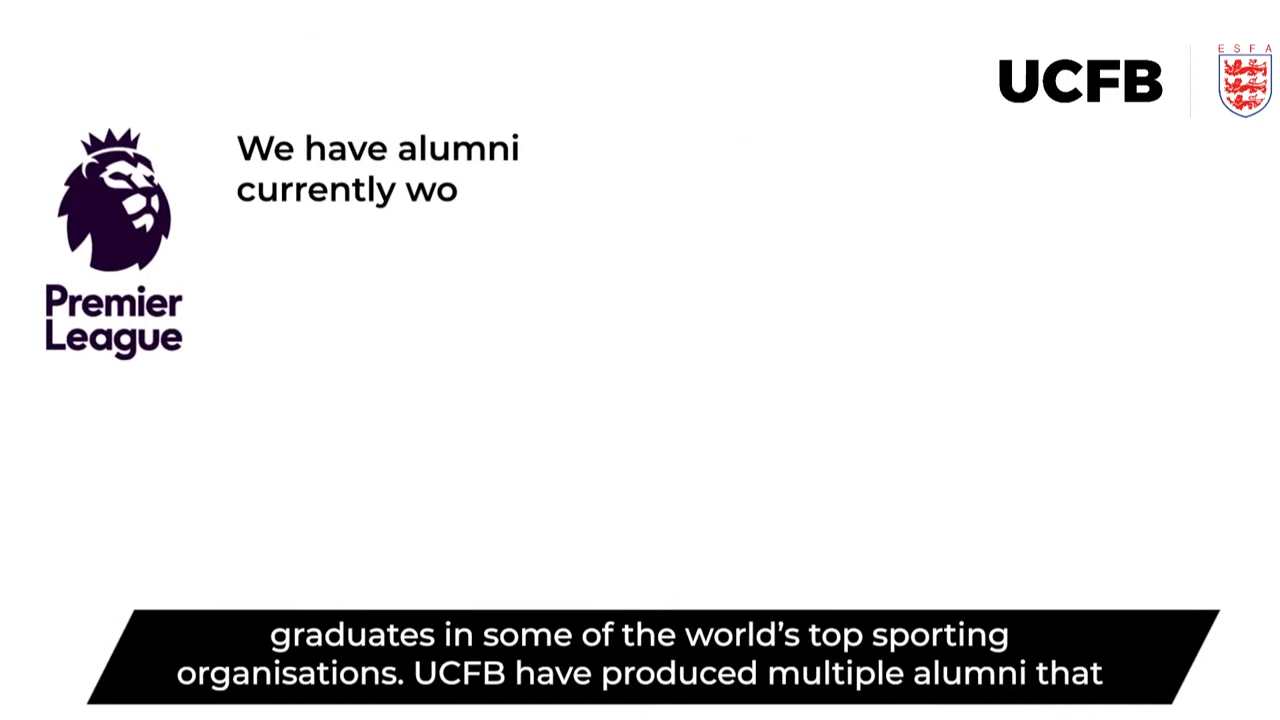 UCFB
E S F A
We have alumni
currently wo
Premier
League
graduates in some of the world's top sporting
organisations. UCFB have produced multiple alumni that